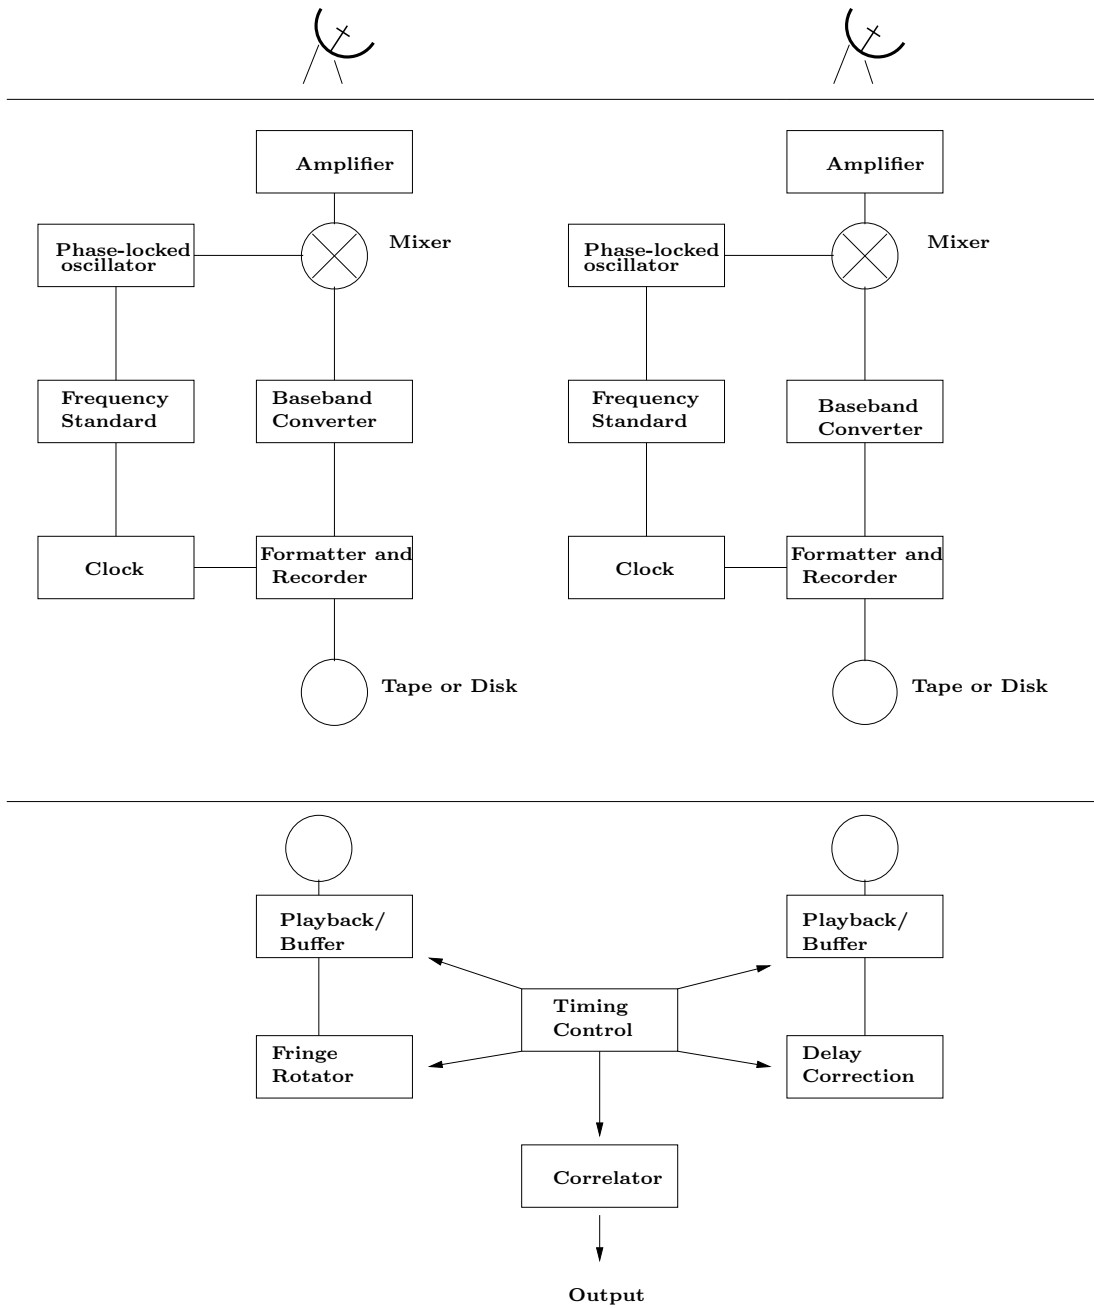 Amplifier
Amplifier
Mixer
Mixer
Phase-locked
oscillator
Phase-locked
oscillator
Frequency
Standard
Baseband
Converter
Frequency
Standard
Baseband
Converter
Clock
Formatter and
Recorder
Clock
Formatter and
Recorder
Tape or Disk
Tape or Disk
Playback/
Buffer
Playback/
Buffer
Timing
Control
Fringe
Rotator
Delay
Correction
Correlator
Output